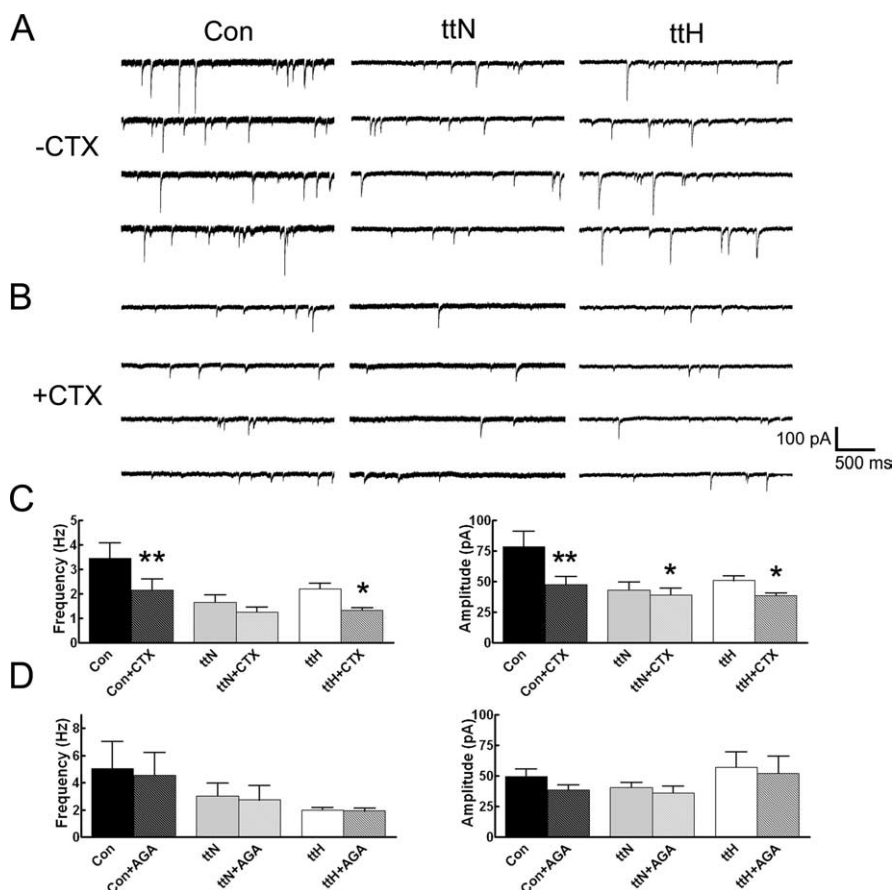 A
Con ttN ttH
-CTX
B
+CTX
100 pA
500 ms
C
Frequency (Hz)
5
4
3
2
1
0
** *
Con Con+CTX ttN ttN+CTX ttH ttH+CTX
Amplitude (pA)
100
75
50
25
0
** * *
Con Con+CTX ttN ttN+CTX ttH ttH+CTX
D
Frequency (Hz)
8
6
4
2
0
Con Con+AGA ttN ttN+AGA ttH ttH+AGA
Amplitude (pA)
100
75
50
25
0
Con Con+AGA ttN ttN+AGA ttH ttH+AGA